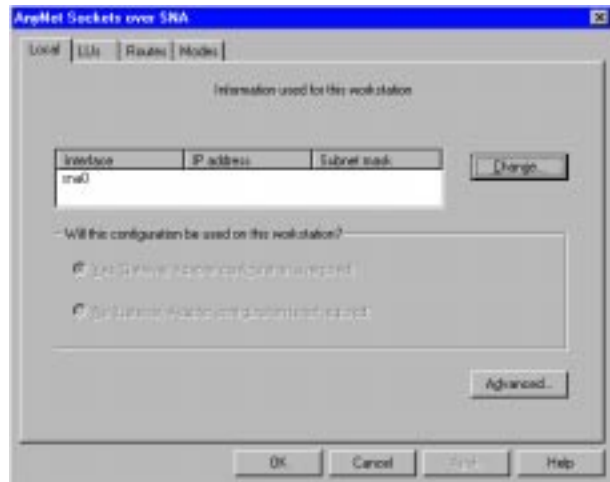 AnyNet Sockets over SNA
Local LUs Routes Modes
Information used for this workstation
Interface IP address Subnet mask
sna0
Change...
Will this configuration be used on this workstation?
Advanced...
OK Cancel Help